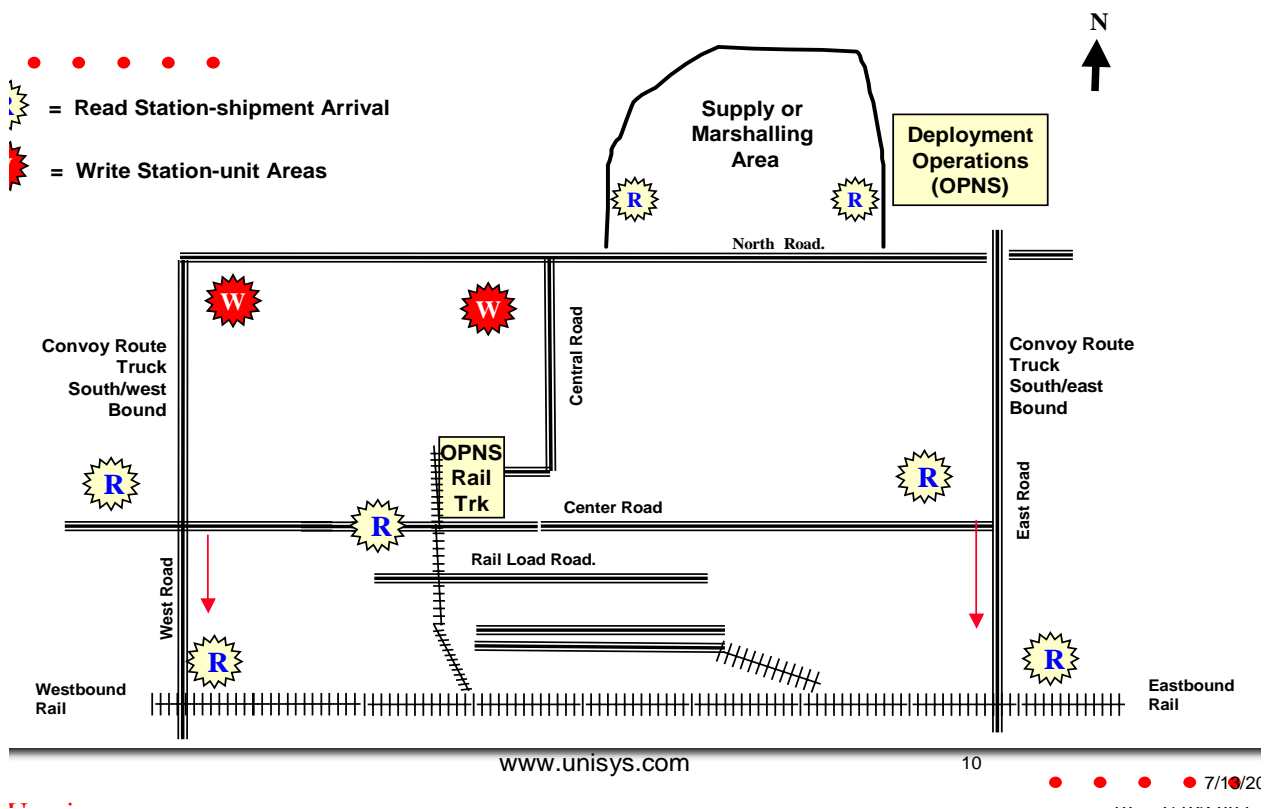 N
= Read Station-shipment Arrival
= Write Station-unit Areas
Supply or
Marshalling
Area
Deployment
Operations
(OPNS)
R
R
North Road.
W
W
Central Road
Convoy Route
Truck
South/west
Bound
Convoy Route
Truck
South/east
Bound
OPNS
Rail
Trk
R
R
R
Center Road
East Road
Rail Load Road.
West Road
R
R
Westbound
Rail
Eastbound
Rail
www.unisys.com
10